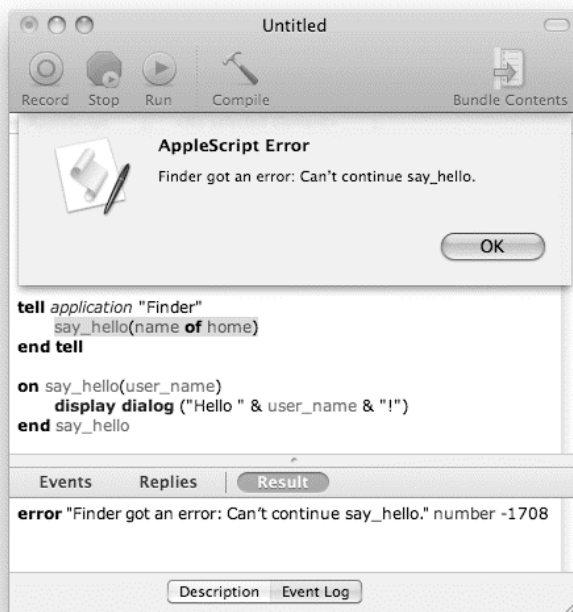 Untitled
Record Stop Run Compile Bundle Contents
AppleScript Error
Finder got an error: Can't continue say_hello.
OK
tell application "Finder"
say_hello(name of home)
end tell
on say_hello(user_name)
display dialog ("Hello " & user_name & "!")
end say_hello
Events Replies Result
error "Finder got an error: Can't continue say_hello." number -1708
Description Event Log